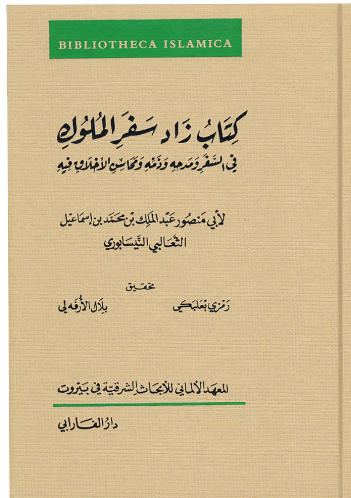 BIBLIOTHECA ISLAMICA
كتاب زاد سفر الملوك
في السفر ومدحه وذمّه ومحاسن الأخلاق فيه
لأبي منصور عبد الملك بن محمد بن إسماعيل
الثعالبي النيسابوري
تحقيق
رمزي بعلبكي بلال الأرفه لي
المعهد الألماني للأبحاث الشرقية في بيروت
دار الفارابي